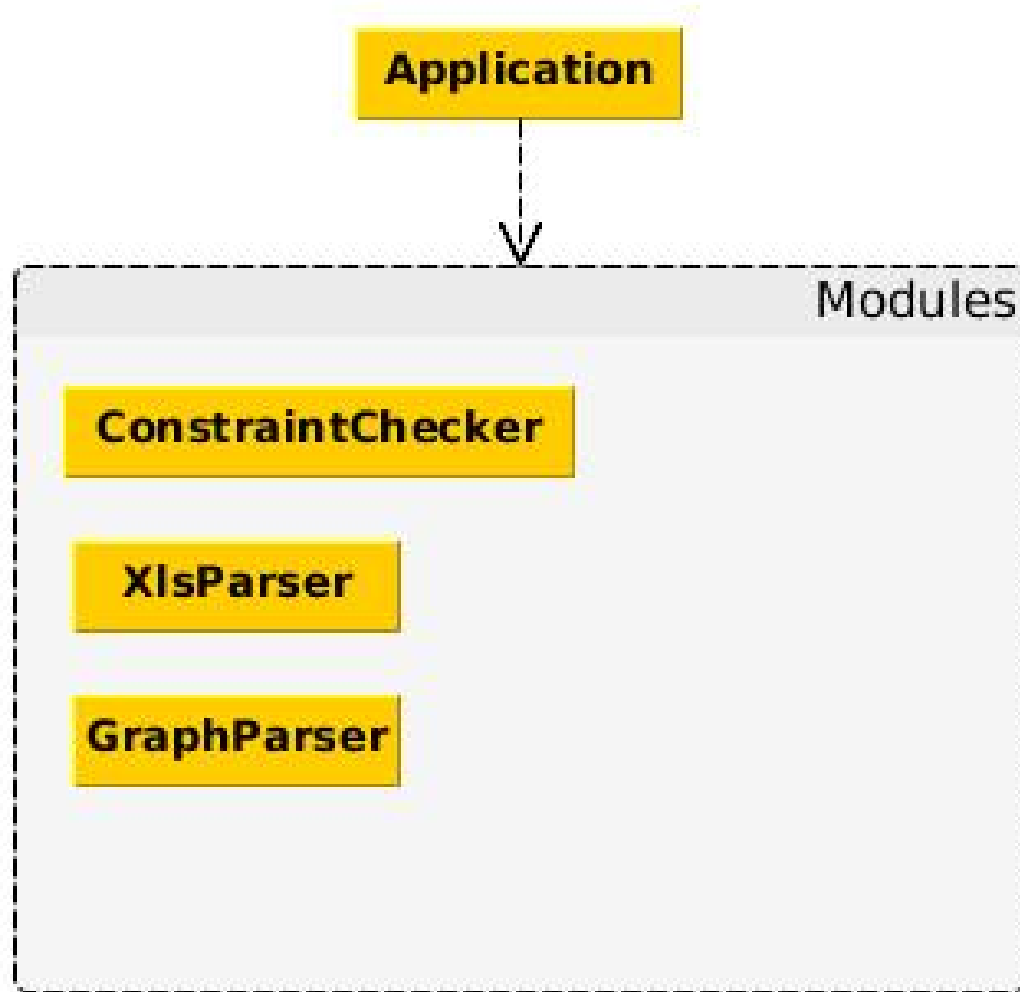 Application
Modules
ConstraintChecker
XlsParser
GraphParser